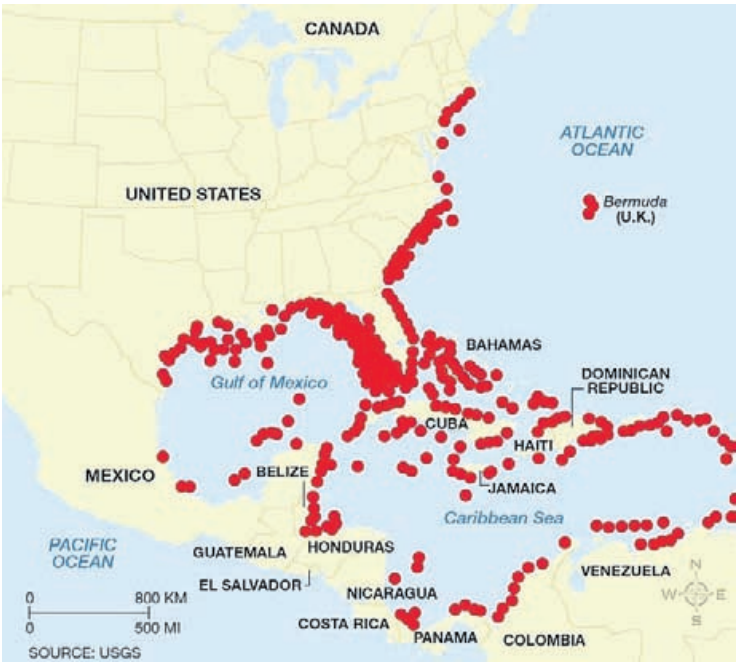 CANADA
ATLANTIC
OCEAN
UNITED STATES
Bermuda
(U.K.)
BAHAMAS
Gulf of Mexico
DOMINICAN
REPUBLIC
CUBA
HAITI
MEXICO
BELIZE
JAMAICA
Caribbean Sea
PACIFIC
OCEAN
GUATEMALA
HONDURAS
EL SALVADOR
VENEZUELA
N
W
E
S
NICARAGUA
0
800 KM
0
500 MI
COSTA RICA
PANAMA
COLOMBIA
SOURCE: USGS